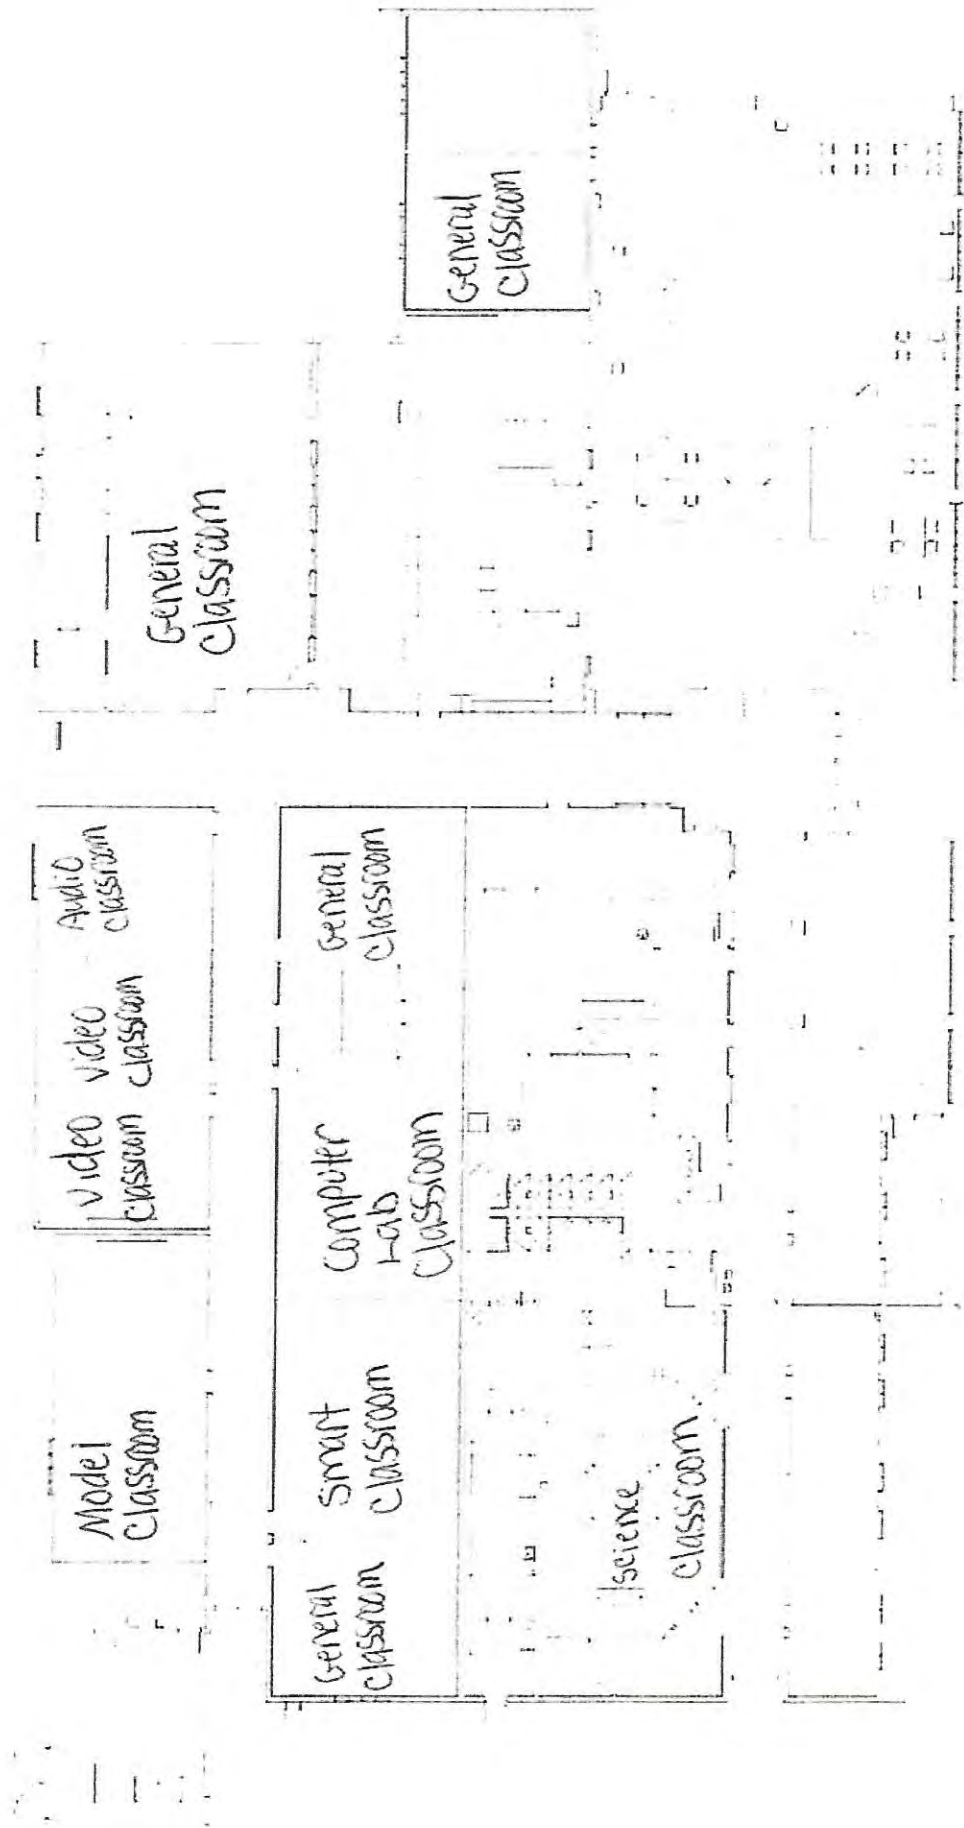 General
Classroom
General
Classroom
Audio
Classroom
Video
Classroom
Video
Classroom
Model
Classroom
General
Classroom
Computer
Lab
Classroom
Smart
Classroom
General
Classroom
Science
Classroom